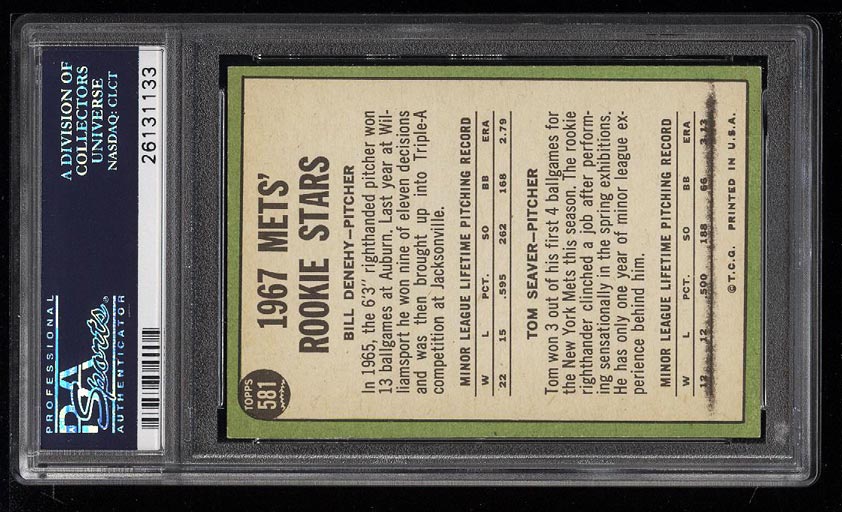 PROFESSIONAL
PSA
Sports®
AUTHENTICATOR
A DIVISION OF
COLLECTORS
UNIVERSE
NASDAQ: CLCT
26131133
TOPPS
581
1967 METS'
ROOKIE STARS
BILL DENEHY—PITCHER
In 1965, the 6'3" righthanded pitcher won
13 ballgames at Auburn. Last year at Wil-
liamsport he won nine of eleven decisions
and was then brought up into Triple-A
competition at Jacksonville.
MINOR LEAGUE LIFETIME PITCHING RECORD
W L PCT. SO BB ERA
22 15 .595 262 168 2.79
TOM SEAVER—PITCHER
Tom won 3 out of his first 4 ballgames for
the New York Mets this season. The rookie
righthander clinched a job after perform-
ing sensationally in the spring exhibitions.
He has only one year of minor league ex-
perience behind him.
MINOR LEAGUE LIFETIME PITCHING RECORD
W L PCT. SO BB ERA
12 12 .500 188 66 3.13
© T.C.G. PRINTED IN U.S.A.